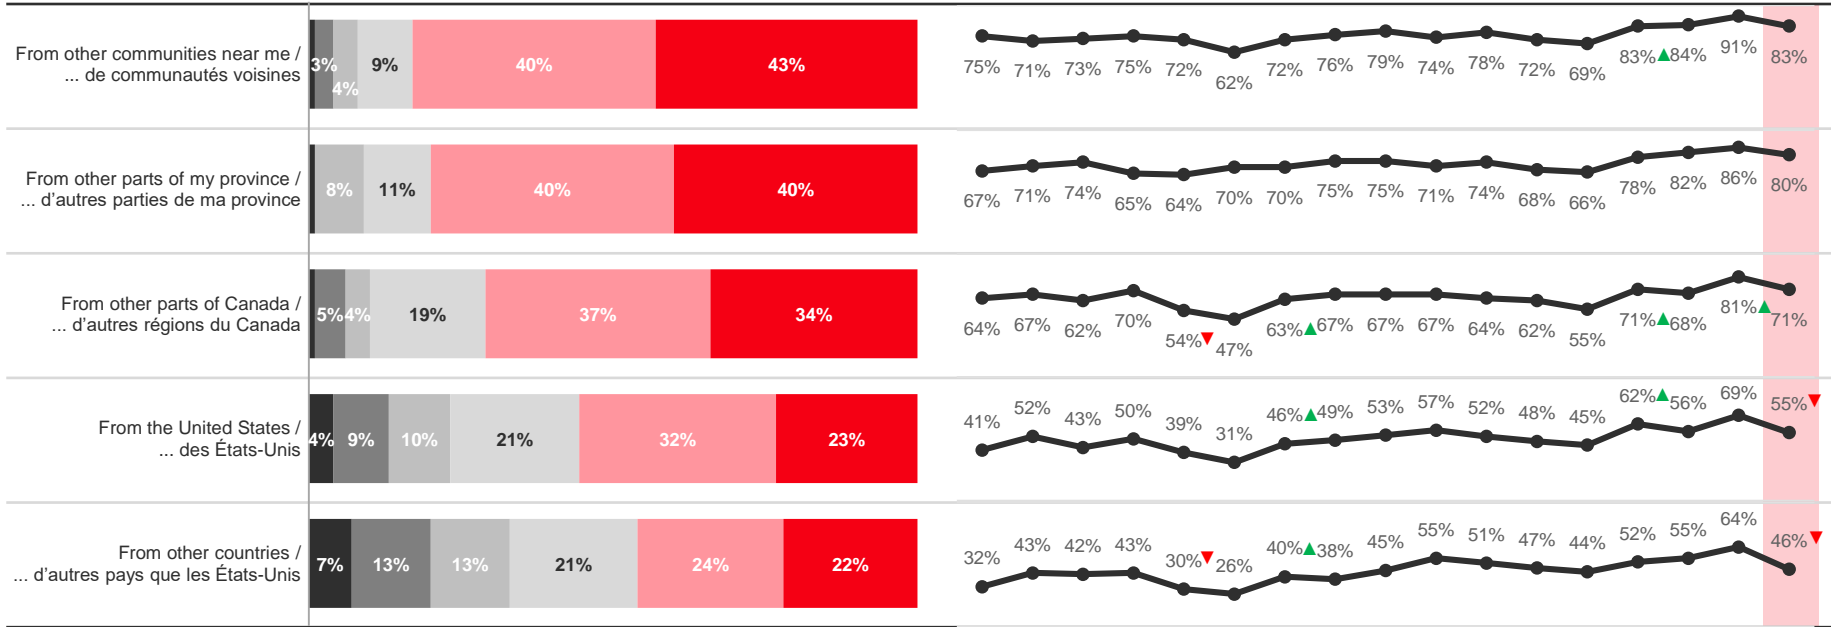 From other communities near me /
... de communautés voisines
3%
4%
9%
40%
43%
75% 71% 73% 75% 72% 62% 72% 76% 79% 74% 78% 72% 69% 83% 84% 91% 83%
From other parts of my province /
... d'autres parties de ma province
8%
11%
40%
40%
67% 71% 74% 65% 64% 70% 70% 75% 75% 71% 74% 68% 66% 78% 82% 86% 80%
From other parts of Canada /
... d'autres régions du Canada
5%
4%
19%
37%
34%
64% 67% 62% 70% 54% 47% 63% 67% 67% 67% 64% 62% 55% 71% 68% 81% 71%
From the United States /
... des États-Unis
4%
9%
10%
21%
32%
23%
41% 52% 43% 50% 39% 31% 46% 49% 53% 57% 52% 48% 45% 62% 56% 69% 55%
From other countries /
... d'autres pays que les États-Unis
7%
13%
13%
21%
24%
22%
32% 43% 42% 43% 30% 26% 40% 38% 45% 55% 51% 47% 44% 52% 55% 64% 46%